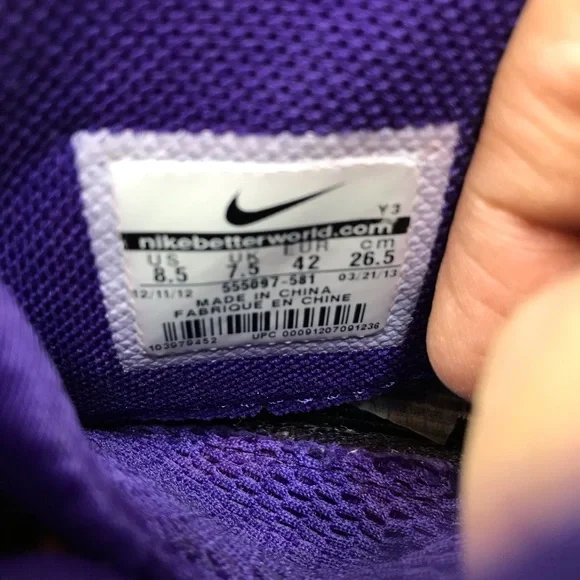 Y3
nikebetterworld.com
US UK EUR cm
8.5 7.5 42 26.5
12/11/12 555097-581 03/21/13
MADE IN CHINA
FABRIQUE EN CHINE
103979452 UPC 00091207091236